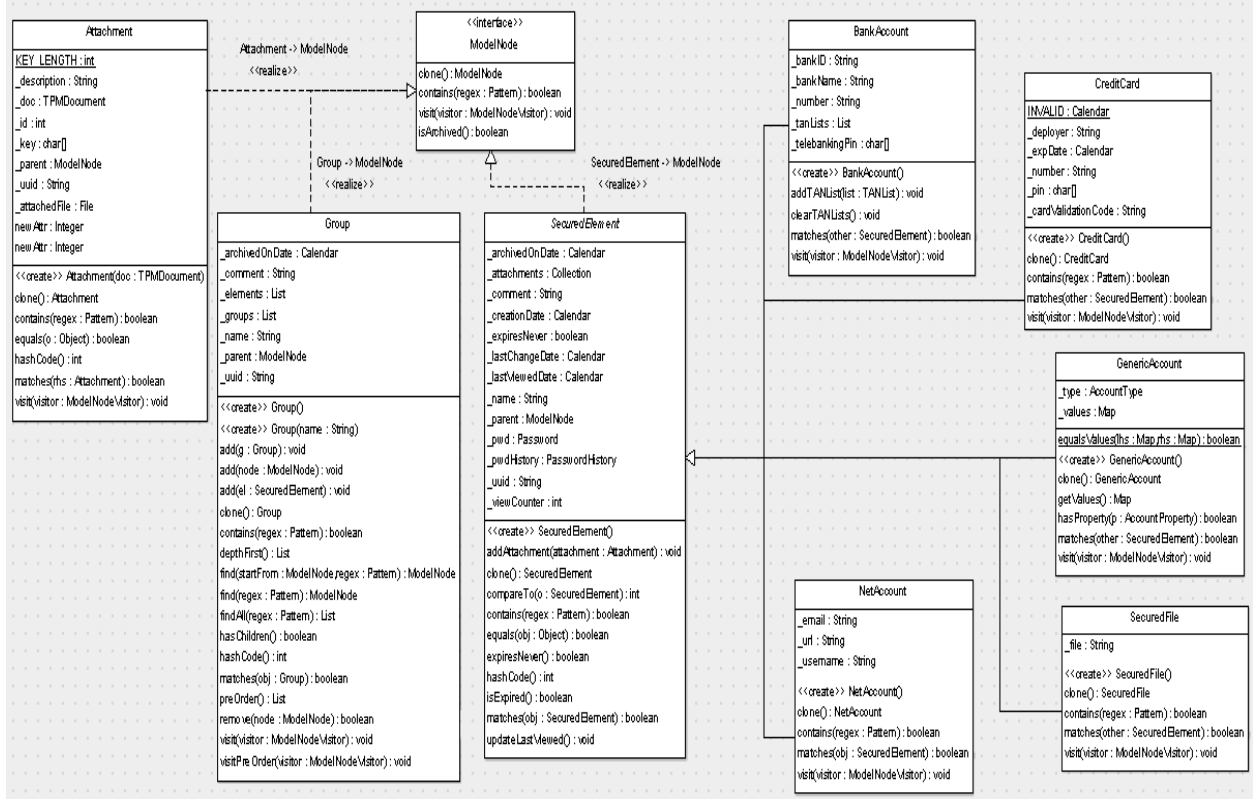 Attachment
KEY_LENGTH : int
_description : String
_doc : TPMDocument
_id : int
_key : char[]
_parent : ModelNode
_uuid : String
_attachedFile : File
newAttr : Integer
newAttr : Integer
<<create>> Attachment(doc : TPMDocument)
clone() : Attachment
contains(regex : Pattern) : boolean
equals(o : Object) : boolean
hashCode() : int
matches(rhs : Attachment) : boolean
visit(visitor : ModelNodeVisitor) : void
Attachment -> ModelNode
<<realize>>
<<interface>>
ModelNode
clone() : ModelNode
contains(regex : Pattern) : boolean
visit(visitor : ModelNodeVisitor) : void
isArchived() : boolean
Group -> ModelNode
<<realize>>
SecuredElement -> ModelNode
<<realize>>
Group
_archivedOnDate : Calendar
_comment : String
_elements : List
_groups : List
_name : String
_parent : ModelNode
_uuid : String
<<create>> Group()
<<create>> Group(name : String)
add(g : Group) : void
add(node : ModelNode) : void
add(el : SecuredElement) : void
clone() : Group
contains(regex : Pattern) : boolean
depthFirst() : List
find(startFrom : ModelNode,regex : Pattern) : ModelNode
find(regex : Pattern) : ModelNode
findAll(regex : Pattern) : List
hasChildren() : boolean
hashCode() : int
matches(obj : Group) : boolean
preOrder() : List
remove(node : ModelNode) : boolean
visit(visitor : ModelNodeVisitor) : void
visitPreOrder(visitor : ModelNodeVisitor) : void
SecuredElement
_archivedOnDate : Calendar
_attachments : Collection
_comment : String
_creationDate : Calendar
_expiresNever : boolean
_lastChangeDate : Calendar
_lastViewedDate : Calendar
_name : String
_parent : ModelNode
_pwd : Password
_pwdHistory : PasswordHistory
_uuid : String
_viewCounter : int
<<create>> SecuredElement()
addAttachment(attachment : Attachment) : void
clone() : SecuredElement
compareTo(o : SecuredElement) : int
contains(regex : Pattern) : boolean
equals(obj : Object) : boolean
expiresNever() : boolean
hashCode() : int
isExpired() : boolean
matches(obj : SecuredElement) : boolean
updateLastViewed() : void
BankAccount
_bankID : String
_bankName : String
_number : String
_tanLists : List
_telebankingPin : char[]
<<create>> BankAccount()
addTANList(list : TANList) : void
clearTANLists() : void
matches(other : SecuredElement) : boolean
visit(visitor : ModelNodeVisitor) : void
CreditCard
INVALID : Calendar
_deployer : String
_expDate : Calendar
_number : String
_pin : char[]
_cardValidationCode : String
<<create>> CreditCard()
clone() : CreditCard
contains(regex : Pattern) : boolean
matches(other : SecuredElement) : boolean
visit(visitor : ModelNodeVisitor) : void
GenericAccount
_type : AccountType
_values : Map
equalsValues(lhs : Map,rhs : Map) : boolean
<<create>> GenericAccount()
clone() : GenericAccount
getValues() : Map
hasProperty(p : AccountProperty) : boolean
matches(other : SecuredElement) : boolean
visit(visitor : ModelNodeVisitor) : void
NetAccount
_email : String
_url : String
_username : String
<<create>> NetAccount()
clone() : NetAccount
contains(regex : Pattern) : boolean
matches(obj : SecuredElement) : boolean
visit(visitor : ModelNodeVisitor) : void
SecuredFile
_file : String
<<create>> SecuredFile()
clone() : SecuredFile
contains(regex : Pattern) : boolean
matches(other : SecuredElement) : boolean
visit(visitor : ModelNodeVisitor) : void